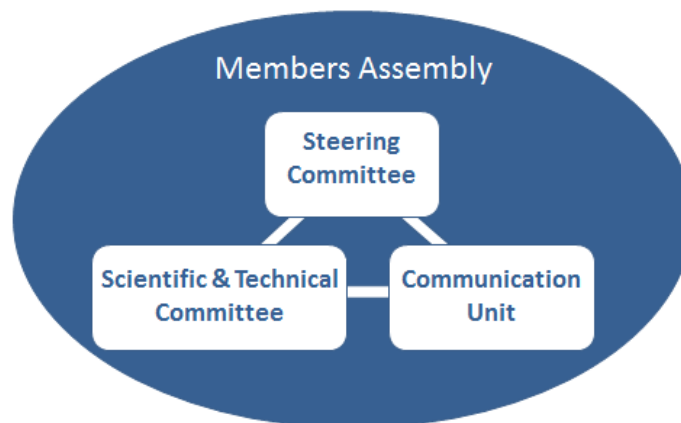 Members Assembly
Steering
Committee
Scientific & Technical
Committee
Communication
Unit